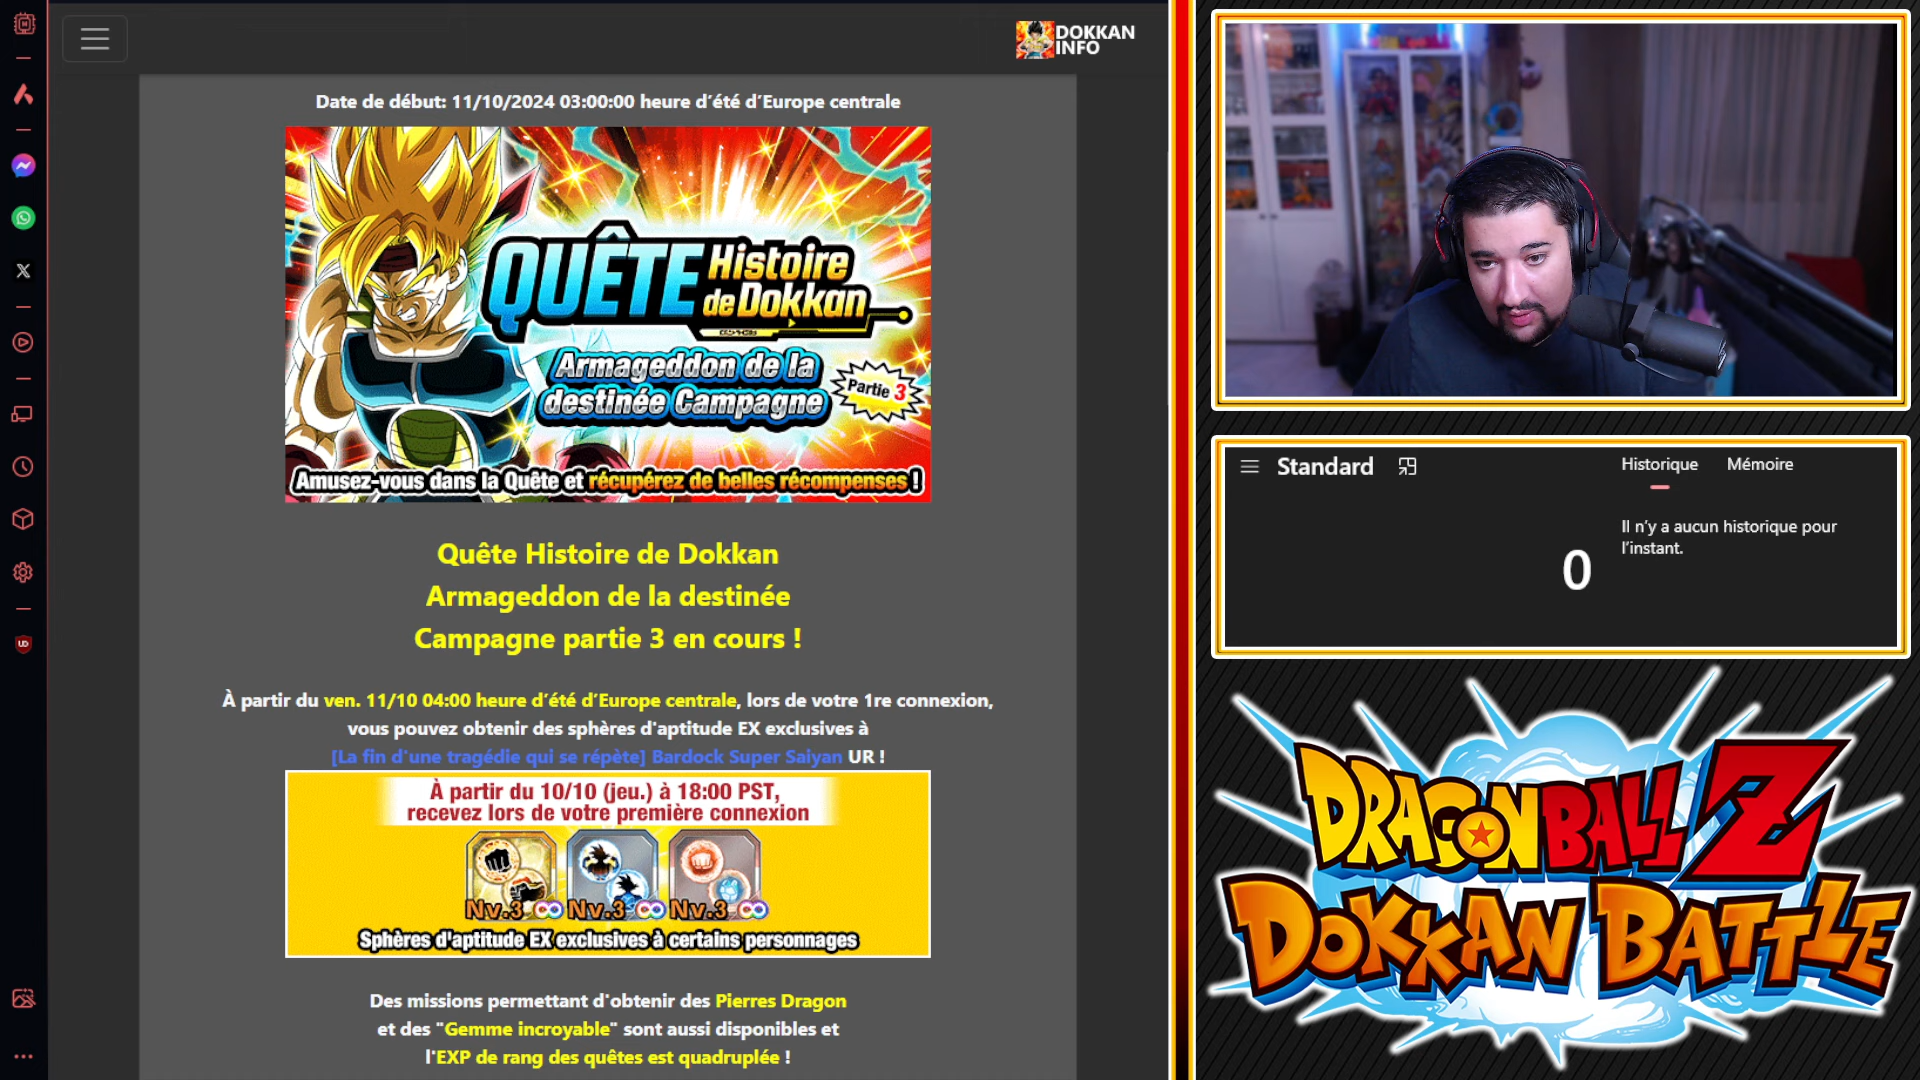 DOKKAN
INFO
Date de début: 11/10/2024 03:00:00 heure d’été d’Europe centrale
QUÊTE Histoire
de Dokkan
Armageddon de la
destinée Campagne
Partie 3
Amusez-vous dans la Quête et récupérez de belles récompenses !
Quête Histoire de Dokkan
Armageddon de la destinée
Campagne partie 3 en cours !
À partir du ven. 11/10 04:00 heure d’été d’Europe centrale, lors de votre 1re connexion,
vous pouvez obtenir des sphères d'aptitude EX exclusives à
[La fin d'une tragédie qui se répète] Bardock Super Saiyan UR !
À partir du 10/10 (jeu.) à 18:00 PST,
recevez lors de votre première connexion
Nv.3 Nv.3 Nv.3
Sphères d'aptitude EX exclusives à certains personnages
Des missions permettant d'obtenir des Pierres Dragon
et des "Gemme incroyable" sont aussi disponibles et
l'EXP de rang des quêtes est quadruplée !
Standard
Historique Mémoire
Il n’y a aucun historique pour
l’instant.
0
DRAGONBALL Z
DOKKAN BATTLE